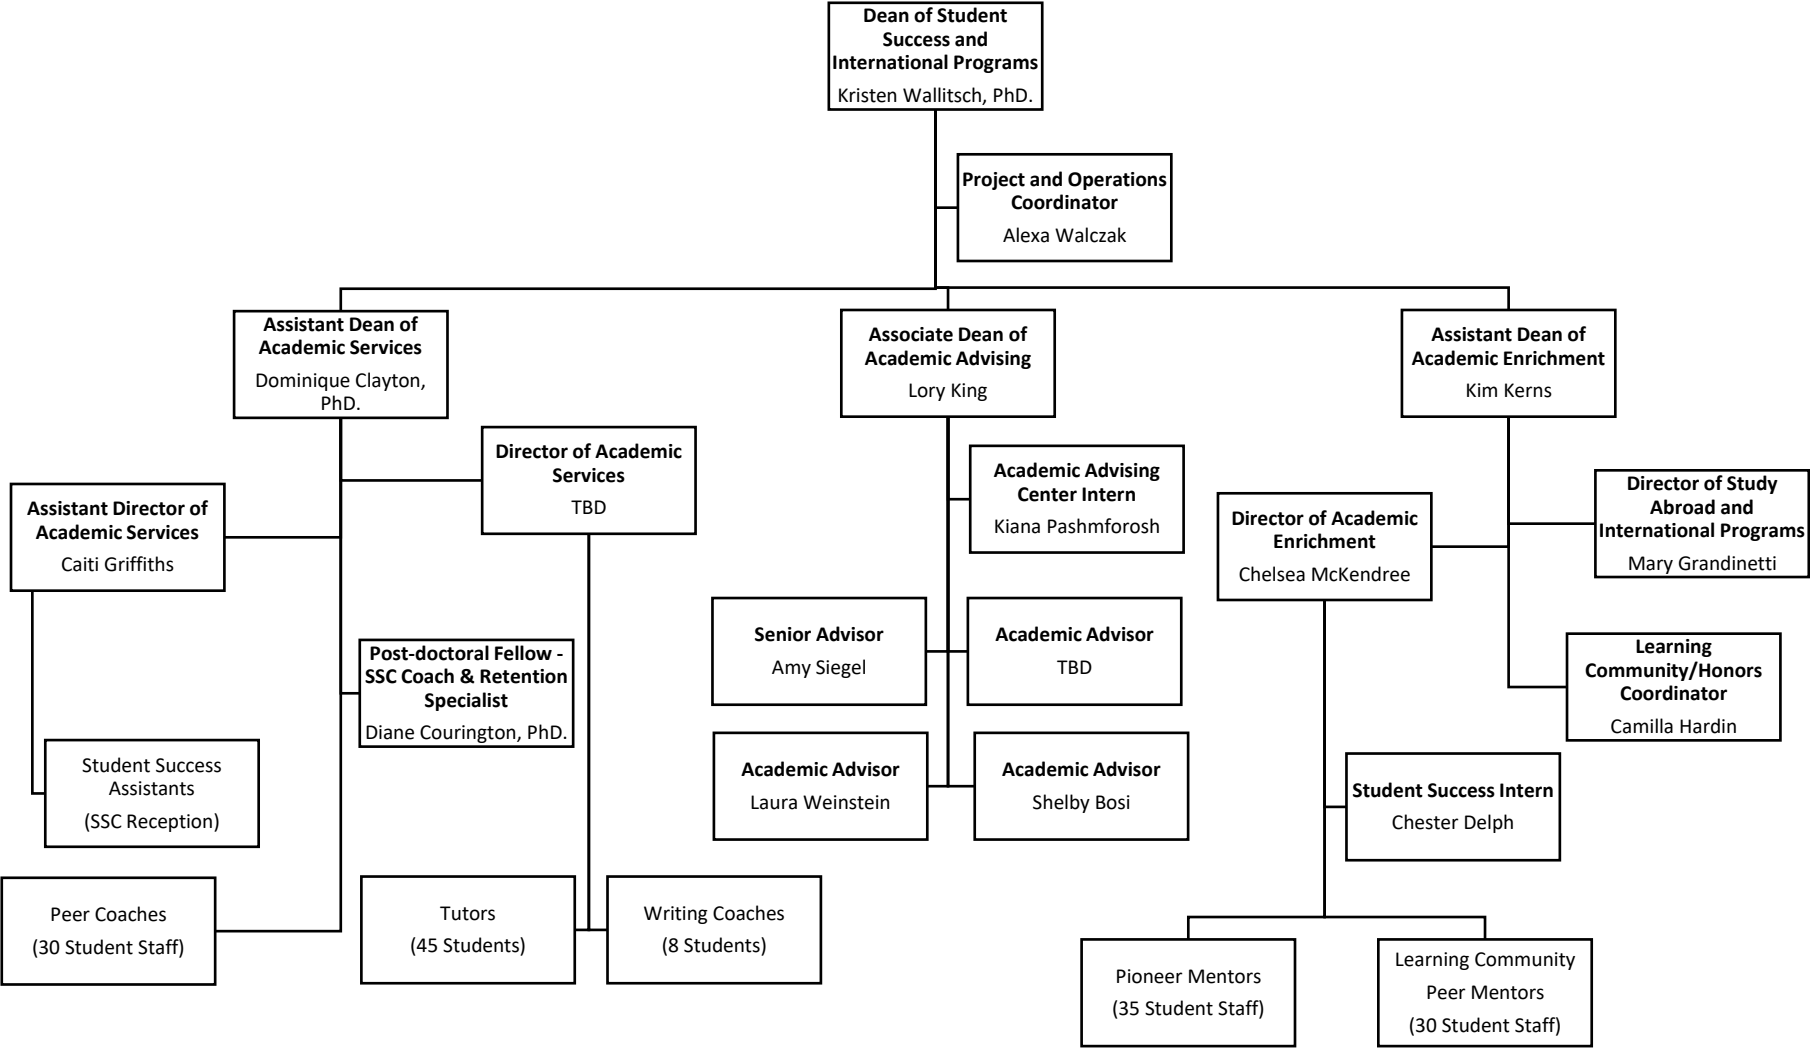 Dean of Student
Success and
International Programs
Kristen Wallitsch, PhD.
Project and Operations
Coordinator
Alexa Walczak
Assistant Dean of
Academic Services
Dominique Clayton,
PhD.
Associate Dean of
Academic Advising
Lory King
Assistant Dean of
Academic Enrichment
Kim Kerns
Director of Academic
Services
TBD
Assistant Director of
Academic Services
Caiti Griffiths
Academic Advising
Center Intern
Kiana Pashmforosh
Director of Academic
Enrichment
Chelsea McKendree
Director of Study
Abroad and
International Programs
Mary Grandinetti
Post-doctoral Fellow -
SSC Coach & Retention
Specialist
Diane Courington, PhD.
Senior Advisor
Amy Siegel
Academic Advisor
TBD
Learning
Community/Honors
Coordinator
Camilla Hardin
Student Success
Assistants
(SSC Reception)
Academic Advisor
Laura Weinstein
Academic Advisor
Shelby Bosi
Student Success Intern
Chester Delph
Peer Coaches
(30 Student Staff)
Tutors
(45 Students)
Writing Coaches
(8 Students)
Pioneer Mentors
(35 Student Staff)
Learning Community
Peer Mentors
(30 Student Staff)